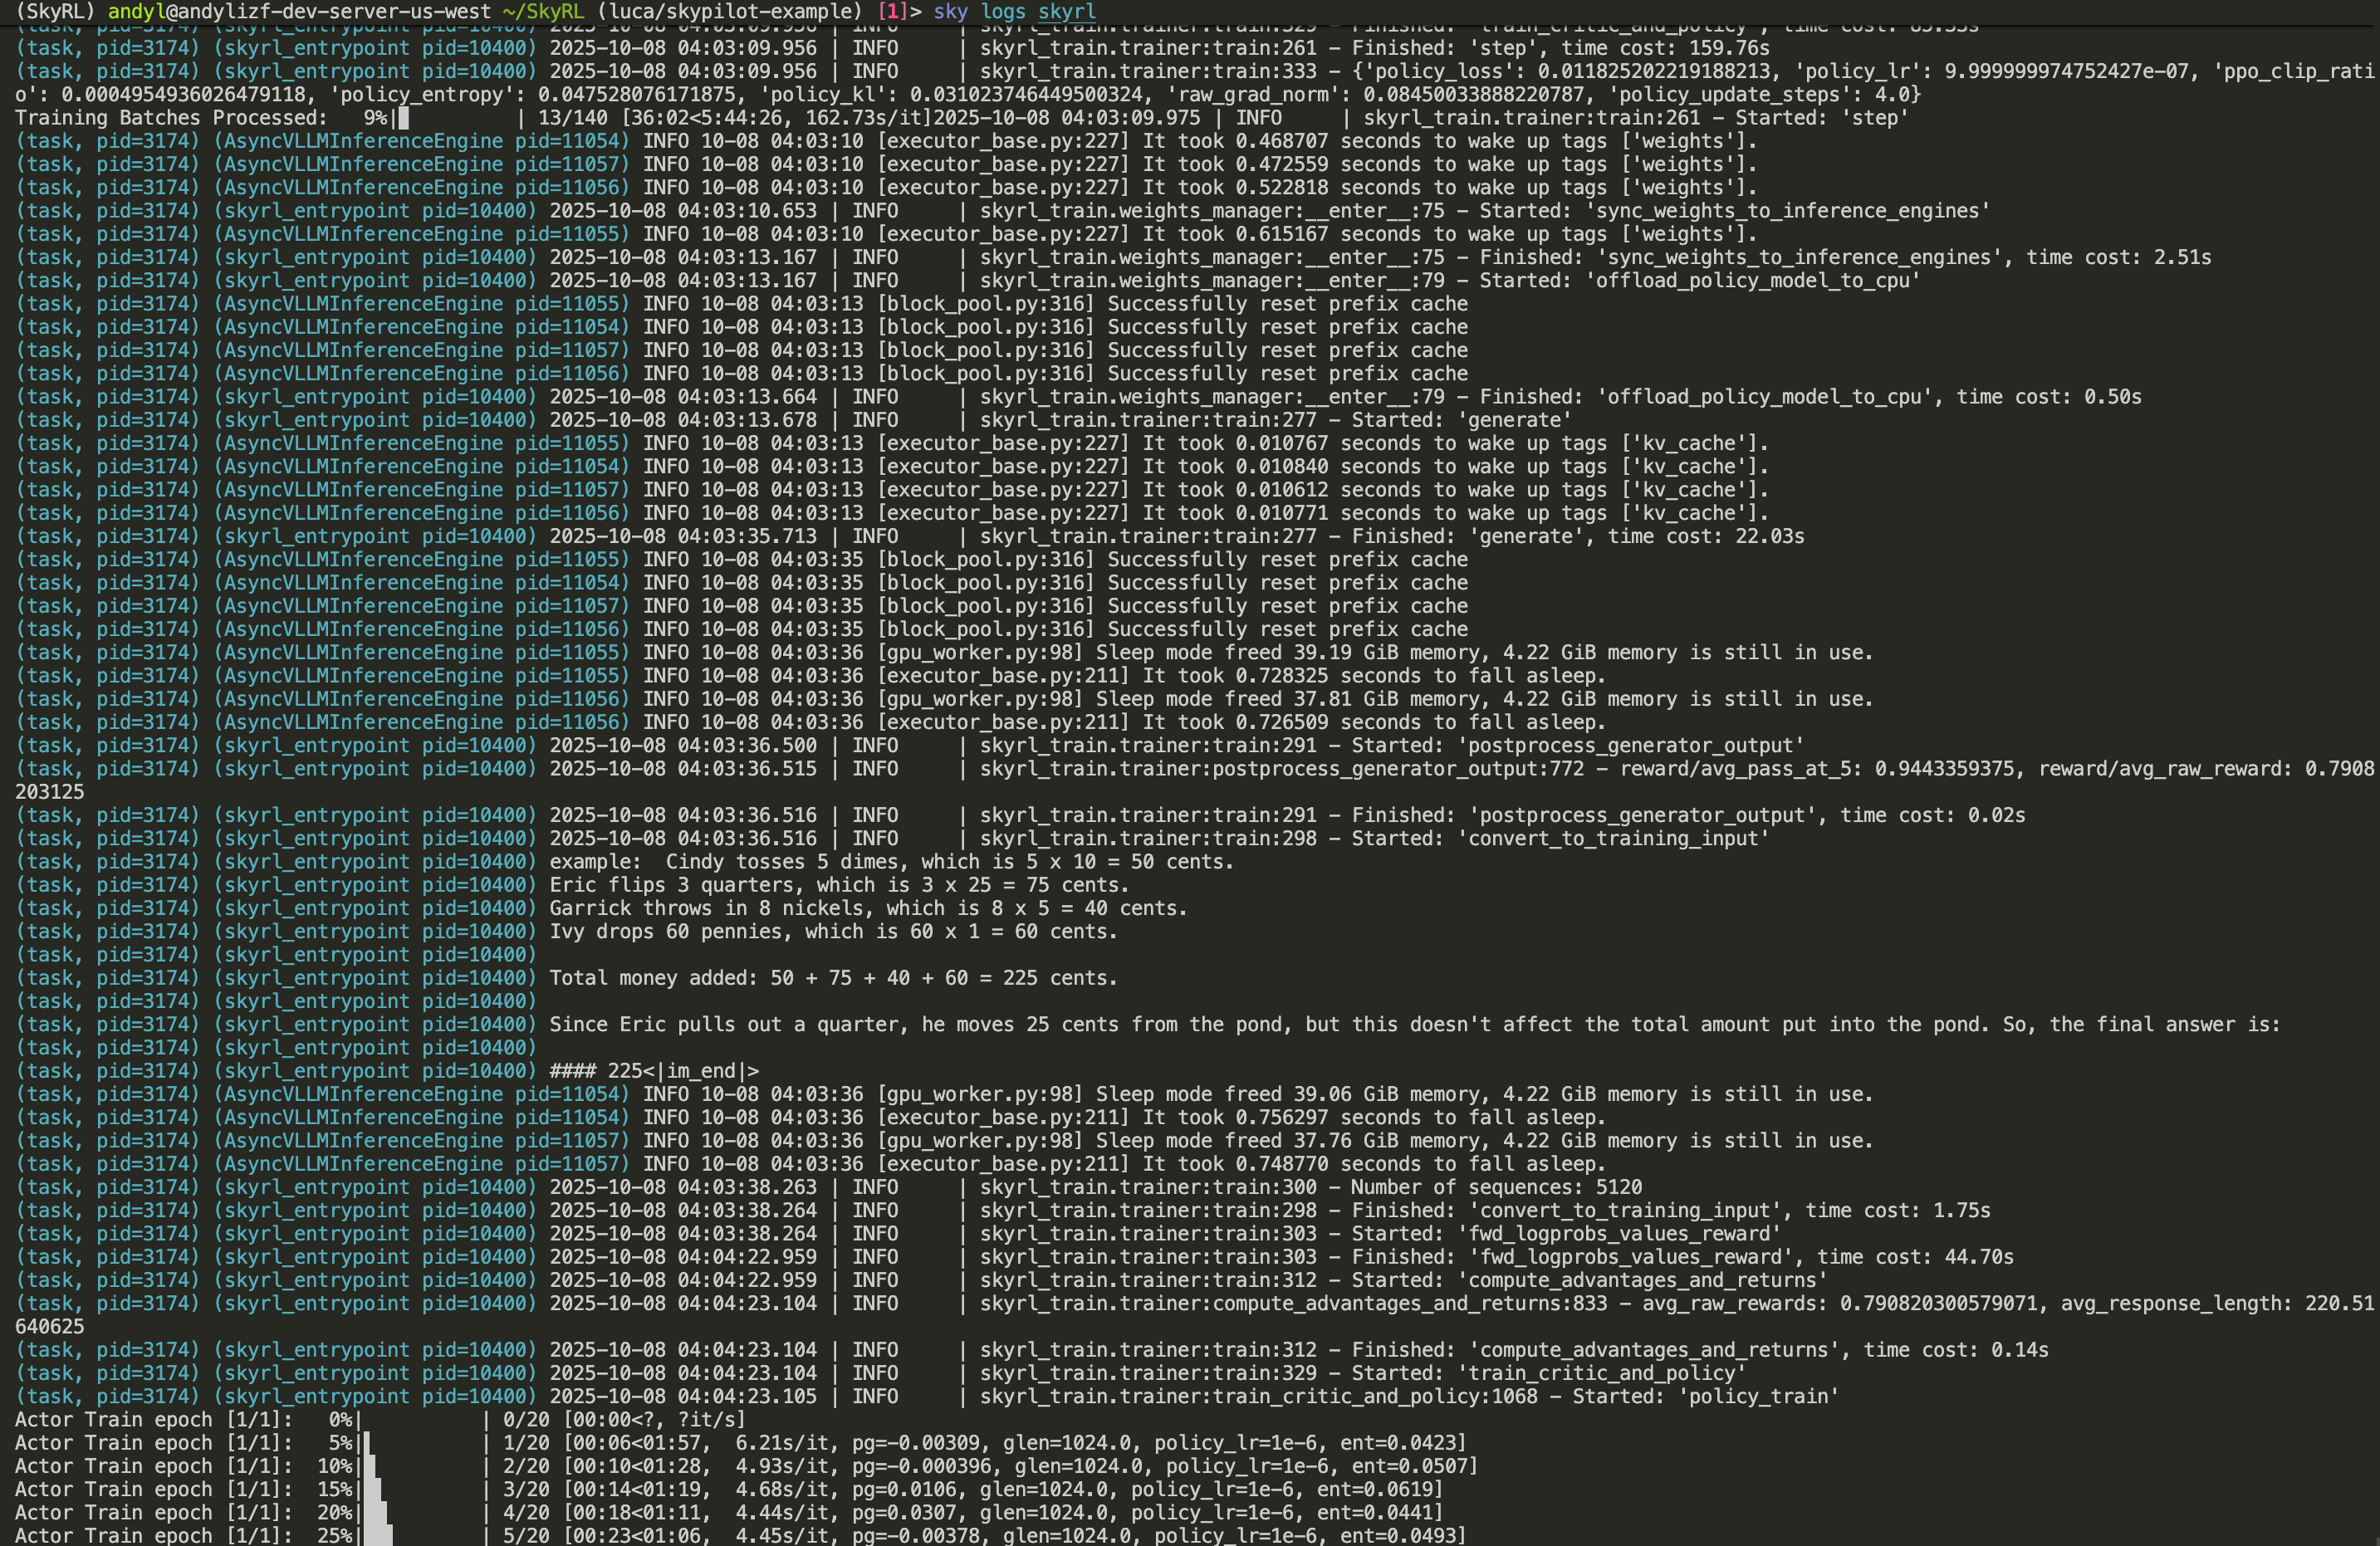 (SkyRL) andyl@andylizf-dev-server-us-west ~/SkyRL (luca/skypilot-example) [1]> sky logs skyrl
(task, pid=3174) (skyrl_entrypoint pid=10400) 2025-10-08 04:03:09.956 | INFO     | skyrl_train.trainer:train:329 - Finished: 'train_critic_and_policy', time cost:
(task, pid=3174) (skyrl_entrypoint pid=10400) 2025-10-08 04:03:09.956 | INFO     | skyrl_train.trainer:train:261 - Finished: 'step', time cost: 159.76s
(task, pid=3174) (skyrl_entrypoint pid=10400) 2025-10-08 04:03:09.956 | INFO     | skyrl_train.trainer:train:333 - {'policy_loss': 0.011825202219188213, 'policy_lr': 9.999999974752427e-07, 'ppo_clip_rati
o': 0.0004954936026479118, 'policy_entropy': 0.047528076171875, 'policy_kl': 0.031023746449500324, 'raw_grad_norm': 0.08450033888220787, 'policy_update_steps': 4.0}
Training Batches Processed:   9%|█         | 13/140 [36:02<5:44:26, 162.73s/it]2025-10-08 04:03:09.975 | INFO     | skyrl_train.trainer:train:261 - Started: 'step'
(task, pid=3174) (AsyncVLLMInferenceEngine pid=11054) INFO 10-08 04:03:10 [executor_base.py:227] It took 0.468707 seconds to wake up tags ['weights'].
(task, pid=3174) (AsyncVLLMInferenceEngine pid=11057) INFO 10-08 04:03:10 [executor_base.py:227] It took 0.472559 seconds to wake up tags ['weights'].
(task, pid=3174) (AsyncVLLMInferenceEngine pid=11056) INFO 10-08 04:03:10 [executor_base.py:227] It took 0.522818 seconds to wake up tags ['weights'].
(task, pid=3174) (skyrl_entrypoint pid=10400) 2025-10-08 04:03:10.653 | INFO     | skyrl_train.weights_manager:__enter__:75 - Started: 'sync_weights_to_inference_engines'
(task, pid=3174) (AsyncVLLMInferenceEngine pid=11055) INFO 10-08 04:03:10 [executor_base.py:227] It took 0.615167 seconds to wake up tags ['weights'].
(task, pid=3174) (skyrl_entrypoint pid=10400) 2025-10-08 04:03:13.167 | INFO     | skyrl_train.weights_manager:__enter__:75 - Finished: 'sync_weights_to_inference_engines', time cost: 2.51s
(task, pid=3174) (skyrl_entrypoint pid=10400) 2025-10-08 04:03:13.167 | INFO     | skyrl_train.weights_manager:__enter__:79 - Started: 'offload_policy_model_to_cpu'
(task, pid=3174) (AsyncVLLMInferenceEngine pid=11055) INFO 10-08 04:03:13 [block_pool.py:316] Successfully reset prefix cache
(task, pid=3174) (AsyncVLLMInferenceEngine pid=11054) INFO 10-08 04:03:13 [block_pool.py:316] Successfully reset prefix cache
(task, pid=3174) (AsyncVLLMInferenceEngine pid=11057) INFO 10-08 04:03:13 [block_pool.py:316] Successfully reset prefix cache
(task, pid=3174) (AsyncVLLMInferenceEngine pid=11056) INFO 10-08 04:03:13 [block_pool.py:316] Successfully reset prefix cache
(task, pid=3174) (skyrl_entrypoint pid=10400) 2025-10-08 04:03:13.664 | INFO     | skyrl_train.weights_manager:__enter__:79 - Finished: 'offload_policy_model_to_cpu', time cost: 0.50s
(task, pid=3174) (skyrl_entrypoint pid=10400) 2025-10-08 04:03:13.678 | INFO     | skyrl_train.trainer:train:277 - Started: 'generate'
(task, pid=3174) (AsyncVLLMInferenceEngine pid=11055) INFO 10-08 04:03:13 [executor_base.py:227] It took 0.010767 seconds to wake up tags ['kv_cache'].
(task, pid=3174) (AsyncVLLMInferenceEngine pid=11054) INFO 10-08 04:03:13 [executor_base.py:227] It took 0.010840 seconds to wake up tags ['kv_cache'].
(task, pid=3174) (AsyncVLLMInferenceEngine pid=11057) INFO 10-08 04:03:13 [executor_base.py:227] It took 0.010612 seconds to wake up tags ['kv_cache'].
(task, pid=3174) (AsyncVLLMInferenceEngine pid=11056) INFO 10-08 04:03:13 [executor_base.py:227] It took 0.010771 seconds to wake up tags ['kv_cache'].
(task, pid=3174) (skyrl_entrypoint pid=10400) 2025-10-08 04:03:35.713 | INFO     | skyrl_train.trainer:train:277 - Finished: 'generate', time cost: 22.03s
(task, pid=3174) (AsyncVLLMInferenceEngine pid=11055) INFO 10-08 04:03:35 [block_pool.py:316] Successfully reset prefix cache
(task, pid=3174) (AsyncVLLMInferenceEngine pid=11054) INFO 10-08 04:03:35 [block_pool.py:316] Successfully reset prefix cache
(task, pid=3174) (AsyncVLLMInferenceEngine pid=11057) INFO 10-08 04:03:35 [block_pool.py:316] Successfully reset prefix cache
(task, pid=3174) (AsyncVLLMInferenceEngine pid=11056) INFO 10-08 04:03:35 [block_pool.py:316] Successfully reset prefix cache
(task, pid=3174) (AsyncVLLMInferenceEngine pid=11055) INFO 10-08 04:03:36 [gpu_worker.py:98] Sleep mode freed 39.19 GiB memory, 4.22 GiB memory is still in use.
(task, pid=3174) (AsyncVLLMInferenceEngine pid=11055) INFO 10-08 04:03:36 [executor_base.py:211] It took 0.728325 seconds to fall asleep.
(task, pid=3174) (AsyncVLLMInferenceEngine pid=11056) INFO 10-08 04:03:36 [gpu_worker.py:98] Sleep mode freed 37.81 GiB memory, 4.22 GiB memory is still in use.
(task, pid=3174) (AsyncVLLMInferenceEngine pid=11056) INFO 10-08 04:03:36 [executor_base.py:211] It took 0.726509 seconds to fall asleep.
(task, pid=3174) (skyrl_entrypoint pid=10400) 2025-10-08 04:03:36.500 | INFO     | skyrl_train.trainer:train:291 - Started: 'postprocess_generator_output'
(task, pid=3174) (skyrl_entrypoint pid=10400) 2025-10-08 04:03:36.515 | INFO     | skyrl_train.trainer:postprocess_generator_output:772 - reward/avg_pass_at_5: 0.9443359375, reward/avg_raw_reward: 0.7908
203125
(task, pid=3174) (skyrl_entrypoint pid=10400) 2025-10-08 04:03:36.516 | INFO     | skyrl_train.trainer:train:291 - Finished: 'postprocess_generator_output', time cost: 0.02s
(task, pid=3174) (skyrl_entrypoint pid=10400) 2025-10-08 04:03:36.516 | INFO     | skyrl_train.trainer:train:298 - Started: 'convert_to_training_input'
(task, pid=3174) (skyrl_entrypoint pid=10400) example:  Cindy tosses 5 dimes, which is 5 x 10 = 50 cents.
(task, pid=3174) (skyrl_entrypoint pid=10400) Eric flips 3 quarters, which is 3 x 25 = 75 cents.
(task, pid=3174) (skyrl_entrypoint pid=10400) Garrick throws in 8 nickels, which is 8 x 5 = 40 cents.
(task, pid=3174) (skyrl_entrypoint pid=10400) Ivy drops 60 pennies, which is 60 x 1 = 60 cents.
(task, pid=3174) (skyrl_entrypoint pid=10400)
(task, pid=3174) (skyrl_entrypoint pid=10400) Total money added: 50 + 75 + 40 + 60 = 225 cents.
(task, pid=3174) (skyrl_entrypoint pid=10400)
(task, pid=3174) (skyrl_entrypoint pid=10400) Since Eric pulls out a quarter, he moves 25 cents from the pond, but this doesn't affect the total amount put into the pond. So, the final answer is:
(task, pid=3174) (skyrl_entrypoint pid=10400)
(task, pid=3174) (skyrl_entrypoint pid=10400) #### 225<|im_end|>
(task, pid=3174) (AsyncVLLMInferenceEngine pid=11054) INFO 10-08 04:03:36 [gpu_worker.py:98] Sleep mode freed 39.06 GiB memory, 4.22 GiB memory is still in use.
(task, pid=3174) (AsyncVLLMInferenceEngine pid=11054) INFO 10-08 04:03:36 [executor_base.py:211] It took 0.756297 seconds to fall asleep.
(task, pid=3174) (AsyncVLLMInferenceEngine pid=11057) INFO 10-08 04:03:36 [gpu_worker.py:98] Sleep mode freed 37.76 GiB memory, 4.22 GiB memory is still in use.
(task, pid=3174) (AsyncVLLMInferenceEngine pid=11057) INFO 10-08 04:03:36 [executor_base.py:211] It took 0.748770 seconds to fall asleep.
(task, pid=3174) (skyrl_entrypoint pid=10400) 2025-10-08 04:03:38.263 | INFO     | skyrl_train.trainer:train:300 - Number of sequences: 5120
(task, pid=3174) (skyrl_entrypoint pid=10400) 2025-10-08 04:03:38.264 | INFO     | skyrl_train.trainer:train:298 - Finished: 'convert_to_training_input', time cost: 1.75s
(task, pid=3174) (skyrl_entrypoint pid=10400) 2025-10-08 04:03:38.264 | INFO     | skyrl_train.trainer:train:303 - Started: 'fwd_logprobs_values_reward'
(task, pid=3174) (skyrl_entrypoint pid=10400) 2025-10-08 04:04:22.959 | INFO     | skyrl_train.trainer:train:303 - Finished: 'fwd_logprobs_values_reward', time cost: 44.70s
(task, pid=3174) (skyrl_entrypoint pid=10400) 2025-10-08 04:04:22.959 | INFO     | skyrl_train.trainer:train:312 - Started: 'compute_advantages_and_returns'
(task, pid=3174) (skyrl_entrypoint pid=10400) 2025-10-08 04:04:23.104 | INFO     | skyrl_train.trainer:compute_advantages_and_returns:833 - avg_raw_rewards: 0.790820300579071, avg_response_length: 220.51
640625
(task, pid=3174) (skyrl_entrypoint pid=10400) 2025-10-08 04:04:23.104 | INFO     | skyrl_train.trainer:train:312 - Finished: 'compute_advantages_and_returns', time cost: 0.14s
(task, pid=3174) (skyrl_entrypoint pid=10400) 2025-10-08 04:04:23.104 | INFO     | skyrl_train.trainer:train:329 - Started: 'train_critic_and_policy'
(task, pid=3174) (skyrl_entrypoint pid=10400) 2025-10-08 04:04:23.105 | INFO     | skyrl_train.trainer:train_critic_and_policy:1068 - Started: 'policy_train'
Actor Train epoch [1/1]:   0%|          | 0/20 [00:00<?, ?it/s]
Actor Train epoch [1/1]:   5%|▌         | 1/20 [00:06<01:57,  6.21s/it, pg=-0.00309, glen=1024.0, policy_lr=1e-6, ent=0.0423]
Actor Train epoch [1/1]:  10%|█         | 2/20 [00:10<01:28,  4.93s/it, pg=-0.000396, glen=1024.0, policy_lr=1e-6, ent=0.0507]
Actor Train epoch [1/1]:  15%|█▌        | 3/20 [00:14<01:19,  4.68s/it, pg=0.0106, glen=1024.0, policy_lr=1e-6, ent=0.0619]
Actor Train epoch [1/1]:  20%|██        | 4/20 [00:18<01:11,  4.44s/it, pg=0.0307, glen=1024.0, policy_lr=1e-6, ent=0.0441]
Actor Train epoch [1/1]:  25%|██▌       | 5/20 [00:23<01:06,  4.45s/it, pg=-0.00378, glen=1024.0, policy_lr=1e-6, ent=0.0493]